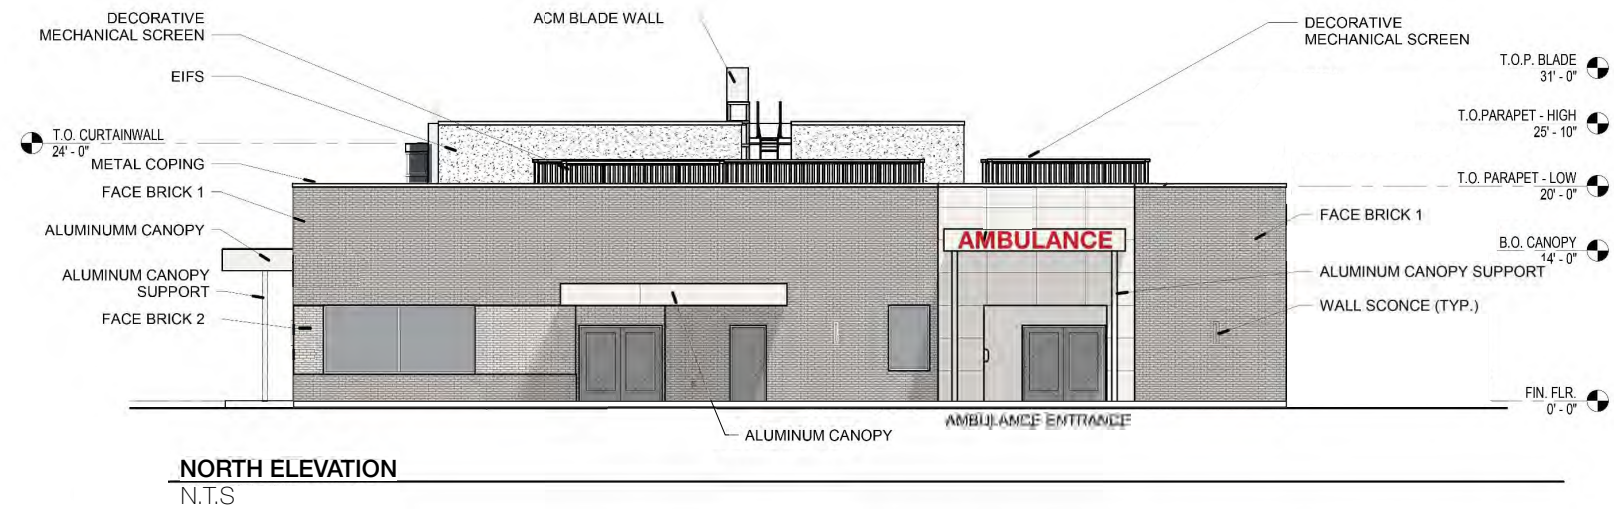 DECORATIVE
MECHANICAL SCREEN
ACM BLADE WALL
DECORATIVE
MECHANICAL SCREEN
EIFS
T.O.P. BLADE
31' - 0"
T.O.PARAPET - HIGH
25' - 10"
T.O. CURTAINWALL
24' - 0"
METAL COPING
FACE BRICK 1
T.O. PARAPET - LOW
20' - 0"
FACE BRICK 1
ALUMINUMM CANOPY
AMBULANCE
B.O. CANOPY
14' - 0"
ALUMINUM CANOPY
SUPPORT
ALUMINUM CANOPY SUPPORT
WALL SCONCE (TYP.)
FACE BRICK 2
FIN. FLR.
0' - 0"
AMBULANCE ENTRANCE
ALUMINUM CANOPY
NORTH ELEVATION
N.T.S